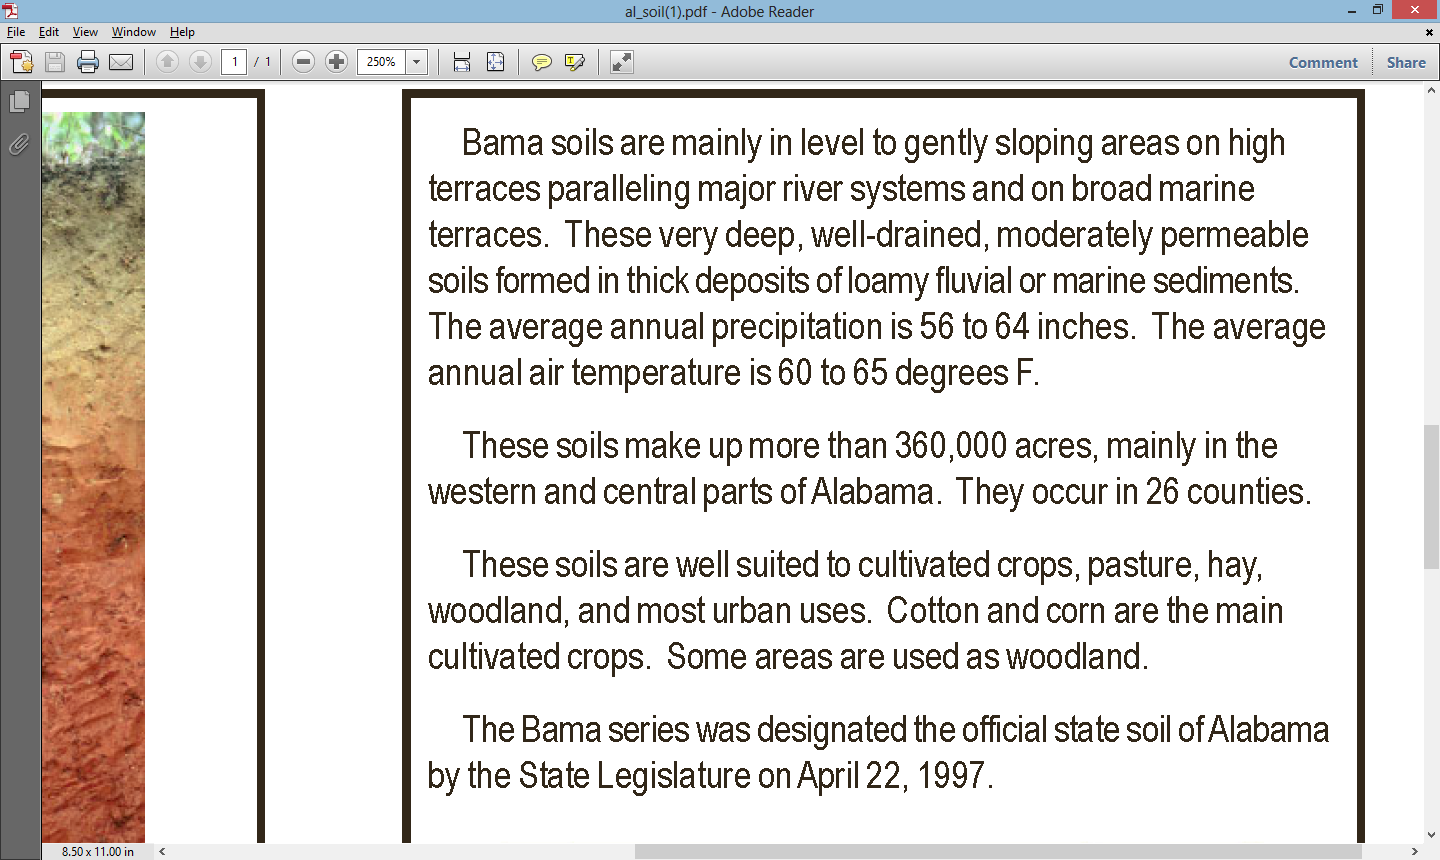 al_soil(1).pdf - Adobe Reader
File Edit View Window Help
1 / 1 250% Comment Share
Bama soils are mainly in level to gently sloping areas on high
terraces paralleling major river systems and on broad marine
terraces. These very deep, well-drained, moderately permeable
soils formed in thick deposits of loamy fluvial or marine sediments.
The average annual precipitation is 56 to 64 inches. The average
annual air temperature is 60 to 65 degrees F.
These soils make up more than 360,000 acres, mainly in the
western and central parts of Alabama. They occur in 26 counties.
These soils are well suited to cultivated crops, pasture, hay,
woodland, and most urban uses. Cotton and corn are the main
cultivated crops. Some areas are used as woodland.
The Bama series was designated the official state soil of Alabama
by the State Legislature on April 22, 1997.
8.50 x 11.00 in